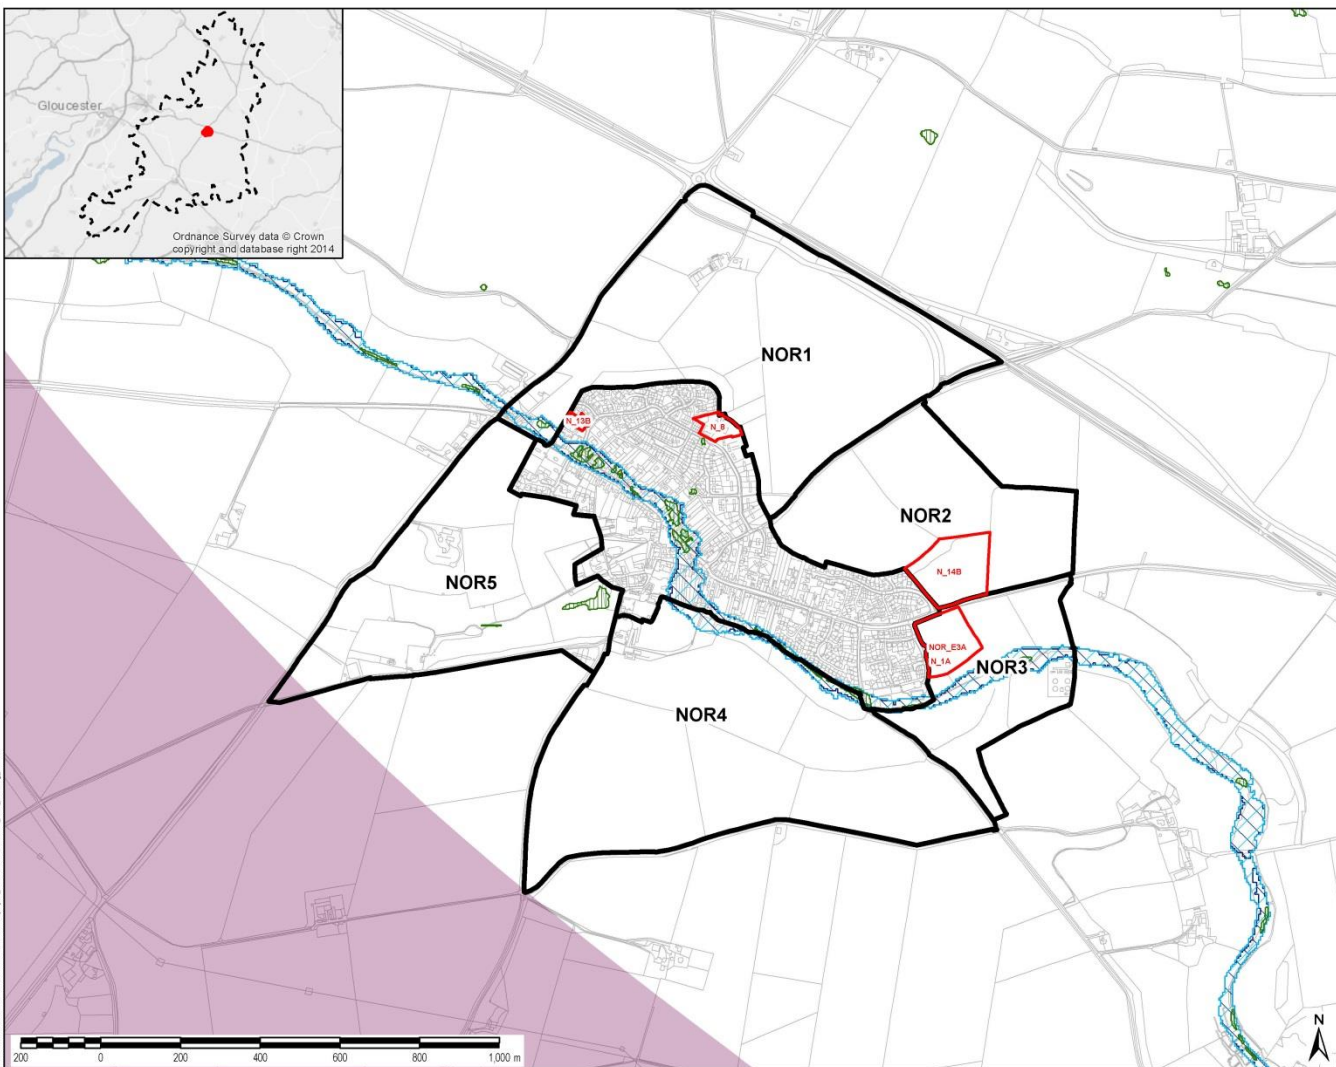 Gloucester
Ordnance Survey data © Crown
copyright and database right 2014
NOR1
N_13B
N_8
NOR2
N_14B
NOR5
NOR_E3A
N_1A
NOR3
NOR4
200 0 200 400 600 800 1,000 m
N